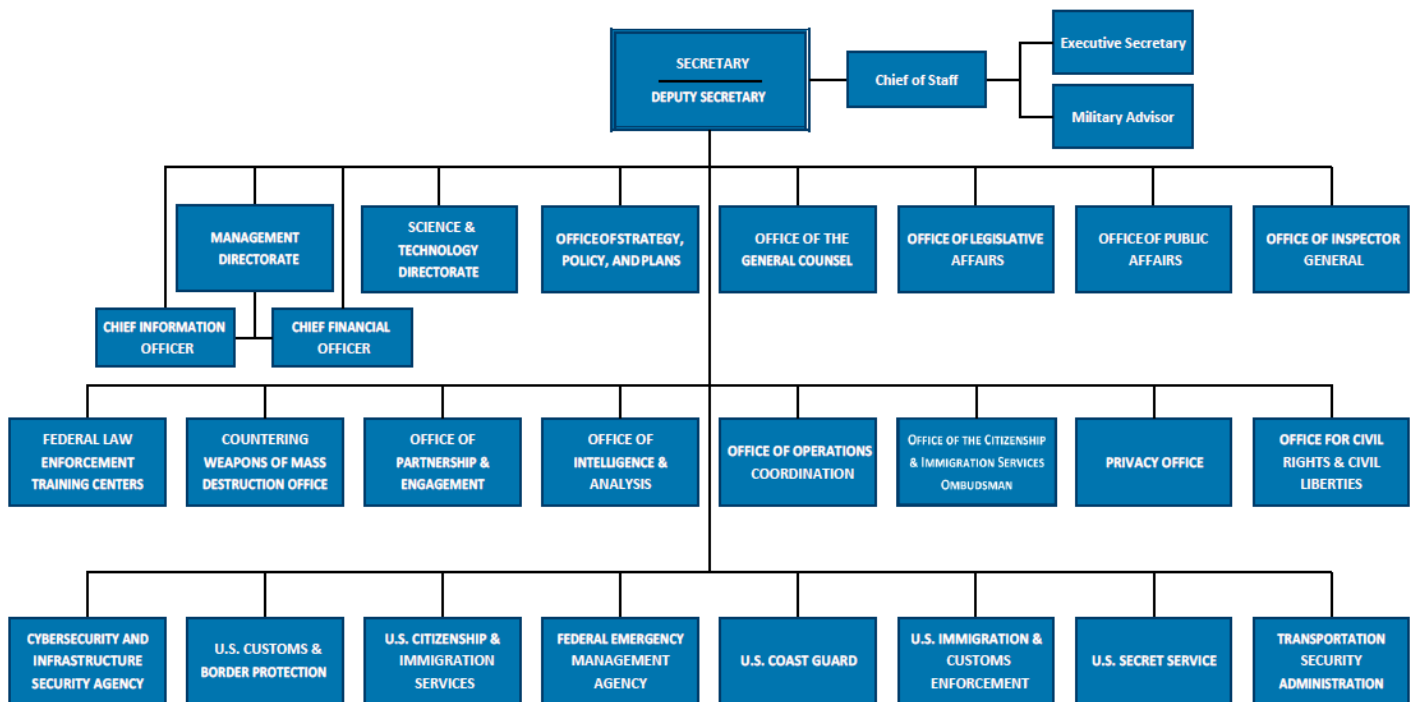 SECRETARY
DEPUTY SECRETARY
Chief of Staff
Executive Secretary
Military Advisor
MANAGEMENT
DIRECTORATE
SCIENCE &
TECHNOLOGY
DIRECTORATE
OFFICE OF STRATEGY,
POLICY, AND PLANS
OFFICE OF THE
GENERAL COUNSEL
OFFICE OF LEGISLATIVE
AFFAIRS
OFFICE OF PUBLIC
AFFAIRS
OFFICE OF INSPECTOR
GENERAL
CHIEF INFORMATION
OFFICER
CHIEF FINANCIAL
OFFICER
FEDERAL LAW
ENFORCEMENT
TRAINING CENTERS
COUNTERING
WEAPONS OF MASS
DESTRUCTION OFFICE
OFFICE OF
PARTNERSHIP &
ENGAGEMENT
OFFICE OF
INTELLIGENCE &
ANALYSIS
OFFICE OF OPERATIONS
COORDINATION
OFFICE OF THE CITIZENSHIP
& IMMIGRATION SERVICES
OMBUDSMAN
PRIVACY OFFICE
OFFICE FOR CIVIL
RIGHTS & CIVIL
LIBERTIES
CYBERSECURITY AND
INFRASTRUCTURE
SECURITY AGENCY
U.S. CUSTOMS &
BORDER PROTECTION
U.S. CITIZENSHIP &
IMMIGRATION
SERVICES
FEDERAL EMERGENCY
MANAGEMENT
AGENCY
U.S. COAST GUARD
U.S. IMMIGRATION &
CUSTOMS
ENFORCEMENT
U.S. SECRET SERVICE
TRANSPORTATION
SECURITY
ADMINISTRATION